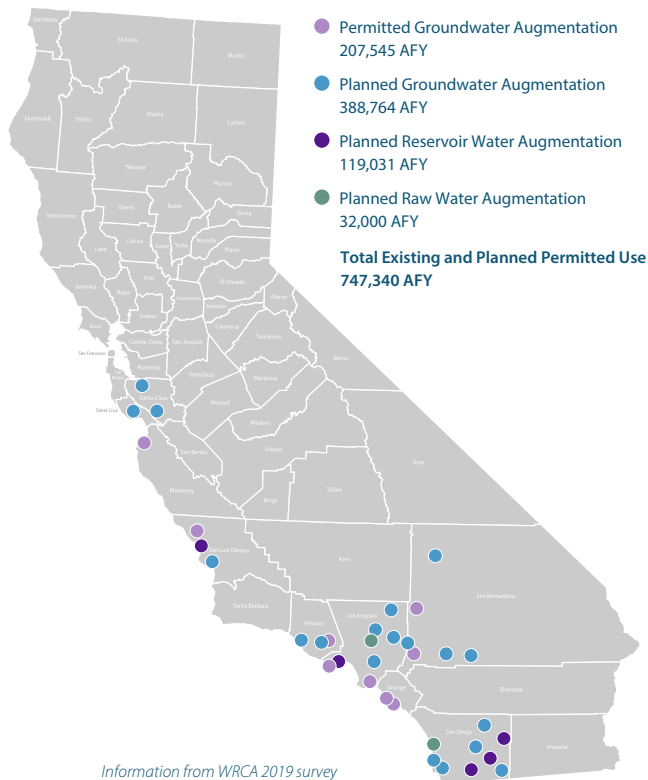 Permitted Groundwater Augmentation
207,545 AFY
Planned Groundwater Augmentation
388,764 AFY
Planned Reservoir Water Augmentation
119,031 AFY
Planned Raw Water Augmentation
32,000 AFY
Total Existing and Planned Permitted Use
747,340 AFY
Del Norte
Siskiyou
Modoc
Humboldt
Trinity
Shasta
Lassen
Tehama
Plumas
Mendocino
Glenn
Butte
Sierra
Lake
Colusa
Sutter
Yuba
Nevada
Placer
Sonoma
Napa
Yolo
Sacramento
El Dorado
Amador
Alpine
Solano
Marin
Calaveras
Contra Costa
San Joaquin
Tuolumne
San Francisco
Mono
Alameda
Stanislaus
Mariposa
Santa Clara
Merced
Santa Cruz
Madera
San Benito
Fresno
Inyo
Monterey
Kings
Tulare
San Luis Obispo
Kern
San Bernardino
Santa Barbara
Ventura
Los Angeles
Orange
Riverside
San Diego
Imperial
Information from WRCA 2019 survey